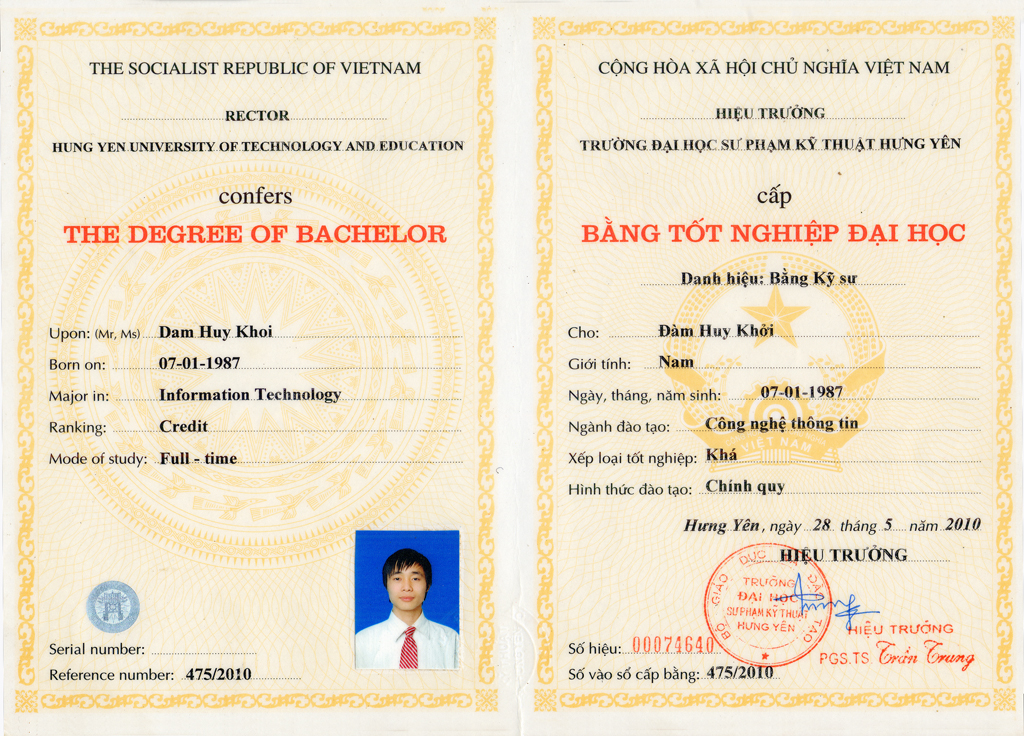 THE SOCIALIST REPUBLIC OF VIETNAM
RECTOR
HUNG YEN UNIVERSITY OF TECHNOLOGY AND EDUCATION
confers
THE DEGREE OF BACHELOR
Upon: (Mr, Ms) Dam Huy Khoi
Born on: 07-01-1987
Major in: Information Technology
Ranking: Credit
Mode of study: Full - time
Serial number:
Reference number: 475/2010
CỘNG HÒA XÃ HỘI CHỦ NGHĨA VIỆT NAM
HIỆU TRƯỞNG
TRƯỜNG ĐẠI HỌC SƯ PHẠM KỸ THUẬT HƯNG YÊN
cấp
BẰNG TỐT NGHIỆP ĐẠI HỌC
Danh hiệu: Bằng Kỹ sư
Cho: Đàm Huy Khởi
Giới tính: Nam
Ngày, tháng, năm sinh: 07-01-1987
Ngành đào tạo: Công nghệ thông tin
VIỆT NAM
Xếp loại tốt nghiệp: Khá
Hình thức đào tạo: Chính quy
Hưng Yên, ngày 28 tháng 5 năm 2010
HIỆU TRƯỞNG
BỘ GIÁO DỤC VÀ ĐÀO TẠO
TRƯỜNG
ĐẠI HỌC
SƯ PHẠM KỸ THUẬT
HƯNG YÊN
HIỆU TRƯỞNG
PGS.TS. Trần Trung
Số hiệu: 00074640
Số vào sổ cấp bằng: 475/2010